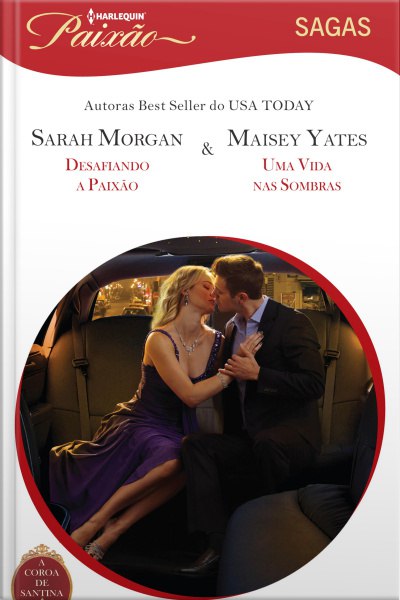 HARLEQUIN
Paixão
SAGAS
Autoras Best Seller do USA TODAY
SARAH MORGAN
DESAFIANDO
A PAIXÃO
&
MAISEY YATES
UMA VIDA
NAS SOMBRAS
A
COROA
DE
SANTINA